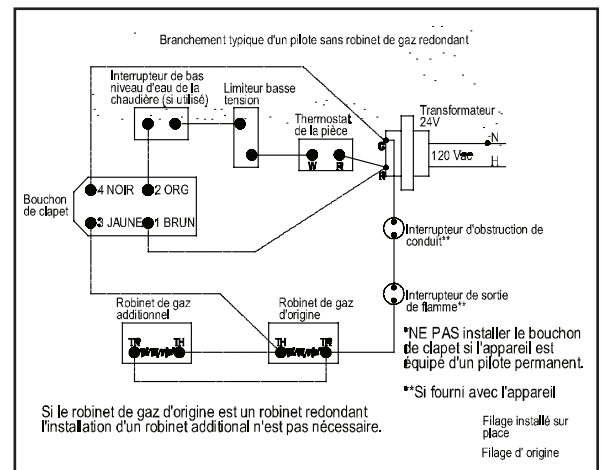 Branchement typique d'un pilote sans robinet de gaz redondant
Interrupteur de bas
niveau d'eau de la
chaudière (si utilisé)
Limiteur basse
tension
Thermostat
de la pièce
Transformateur
24V
120 Vac
N
H
C
R
W
R
Bouchon
de clapet
4 NOIR
2 ORG
3 JAUNE
1 BRUN
Interrupteur d'obstruction de
conduit**
Interrupteur de sortie
de flamme**
Robinet de gaz
additionnel
Robinet de gaz
d'origine
TR
TH
TH
TR
*NE PAS installer le bouchon
de clapet si l'appareil est
équipé d'un pilote permanent.
**Si fourni avec l'appareil
Si le robinet de gaz d'origine est un robinet redondant
l'installation d'un robinet additional n'est pas nécessaire.
Filage installé sur
place
Filage d' origine